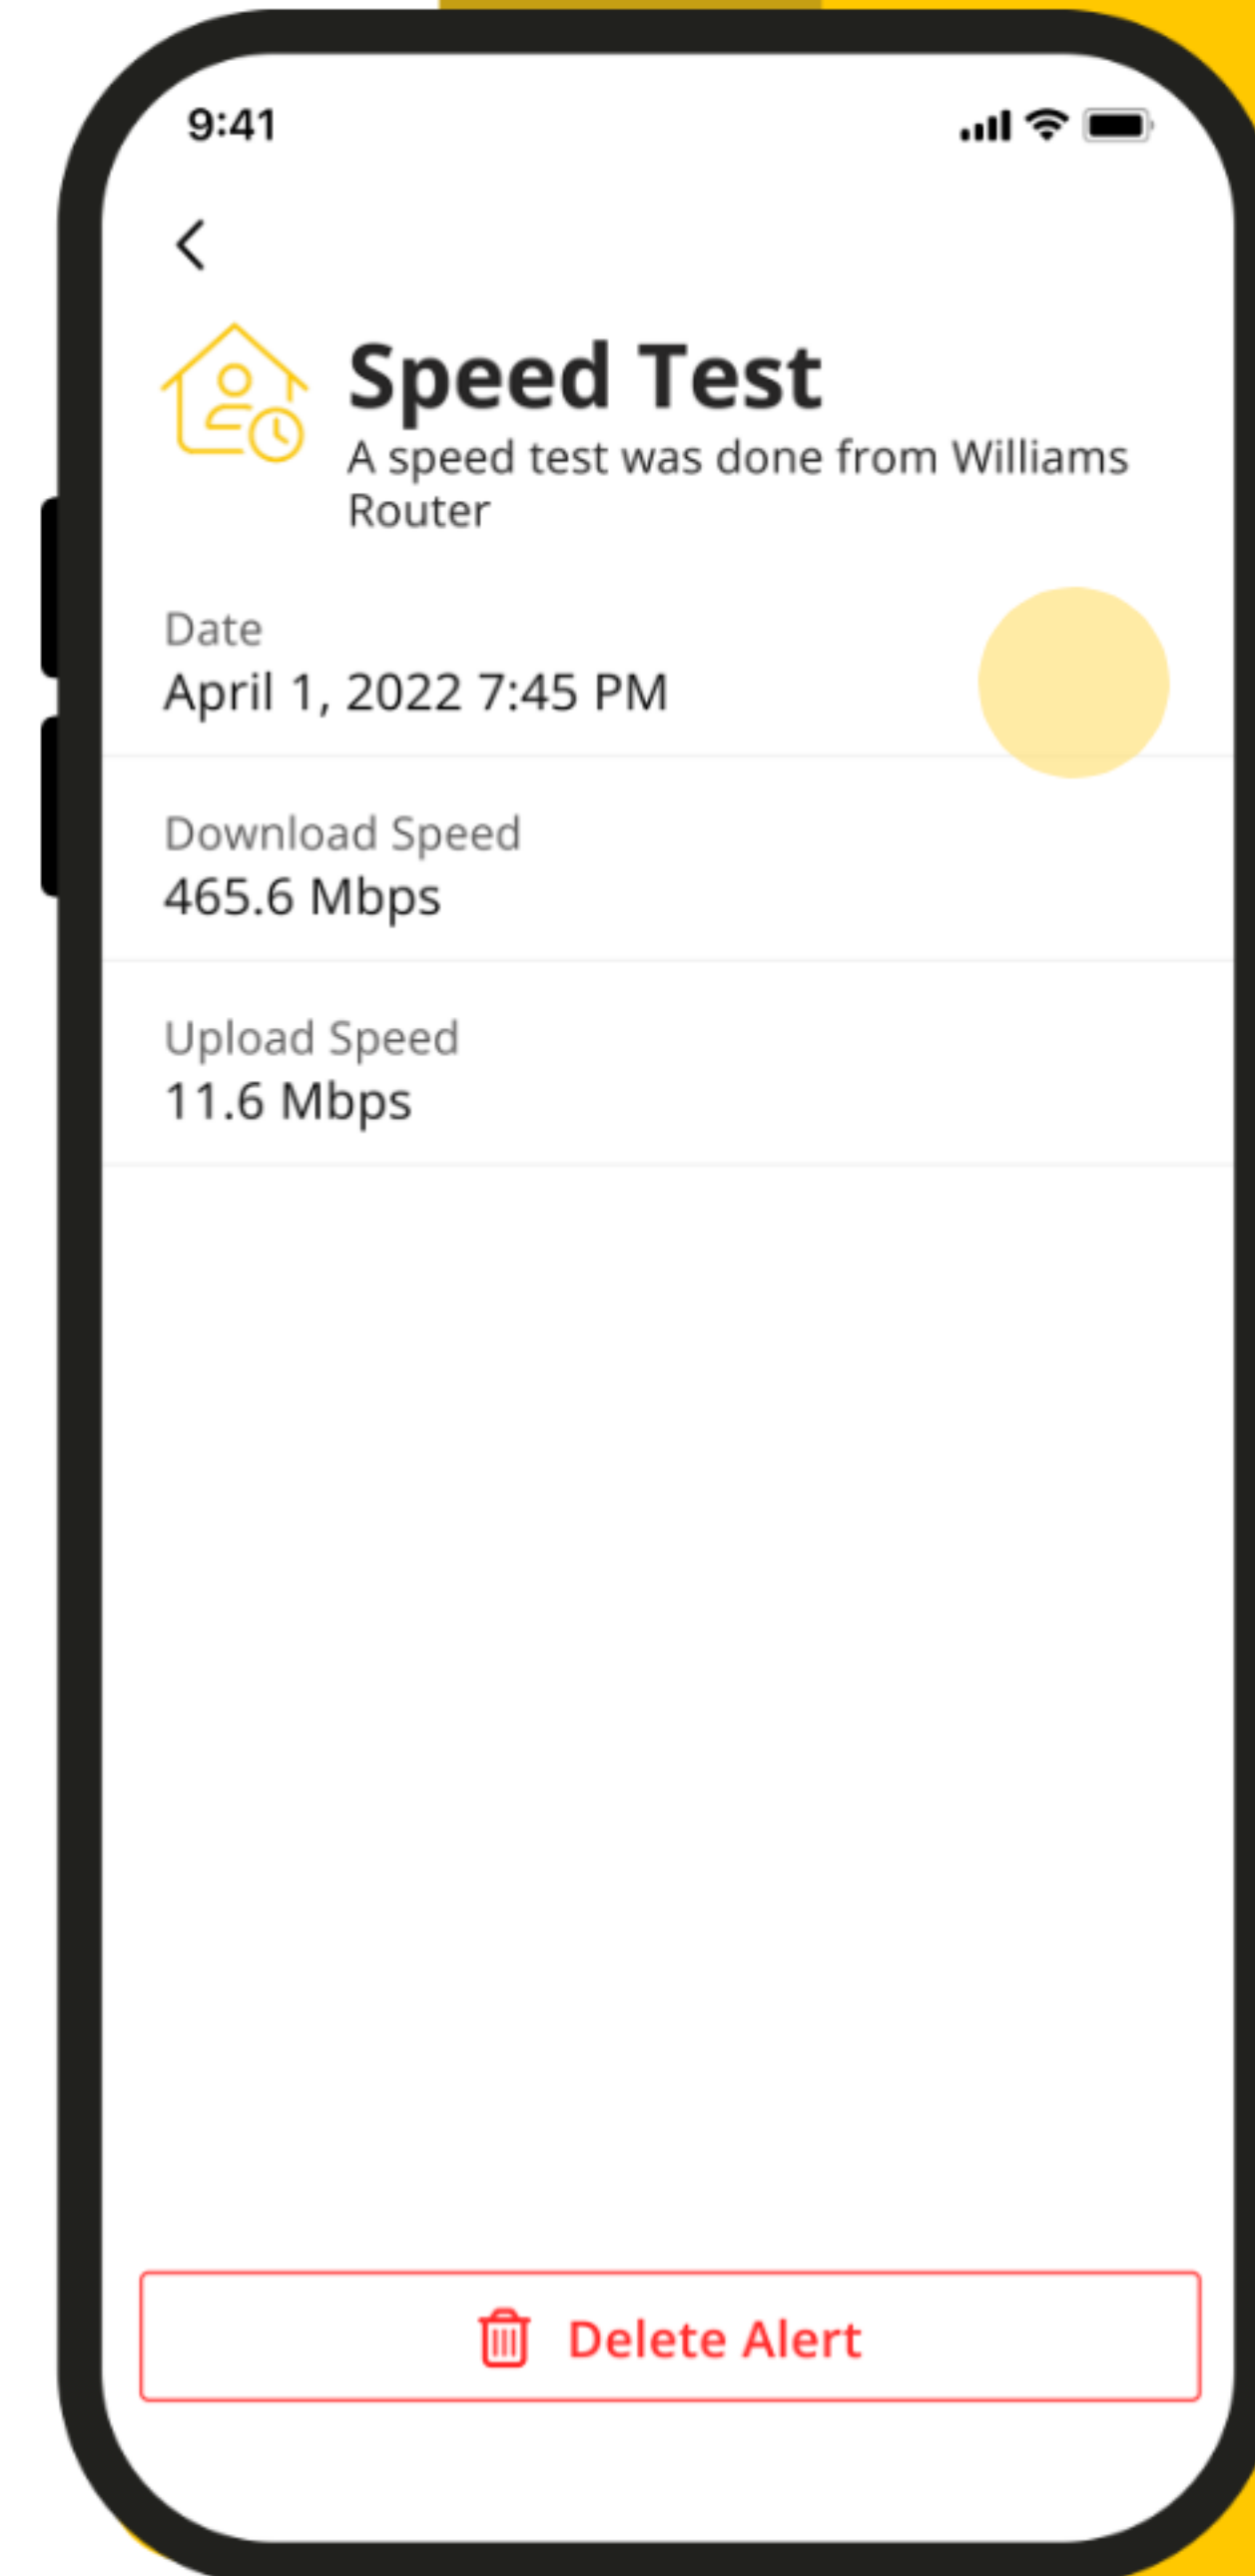 9:41
Speed Test
A speed test was done from Williams
Router
Date
April 1, 2022 7:45 PM
Download Speed
465.6 Mbps
Upload Speed
11.6 Mbps
Delete Alert